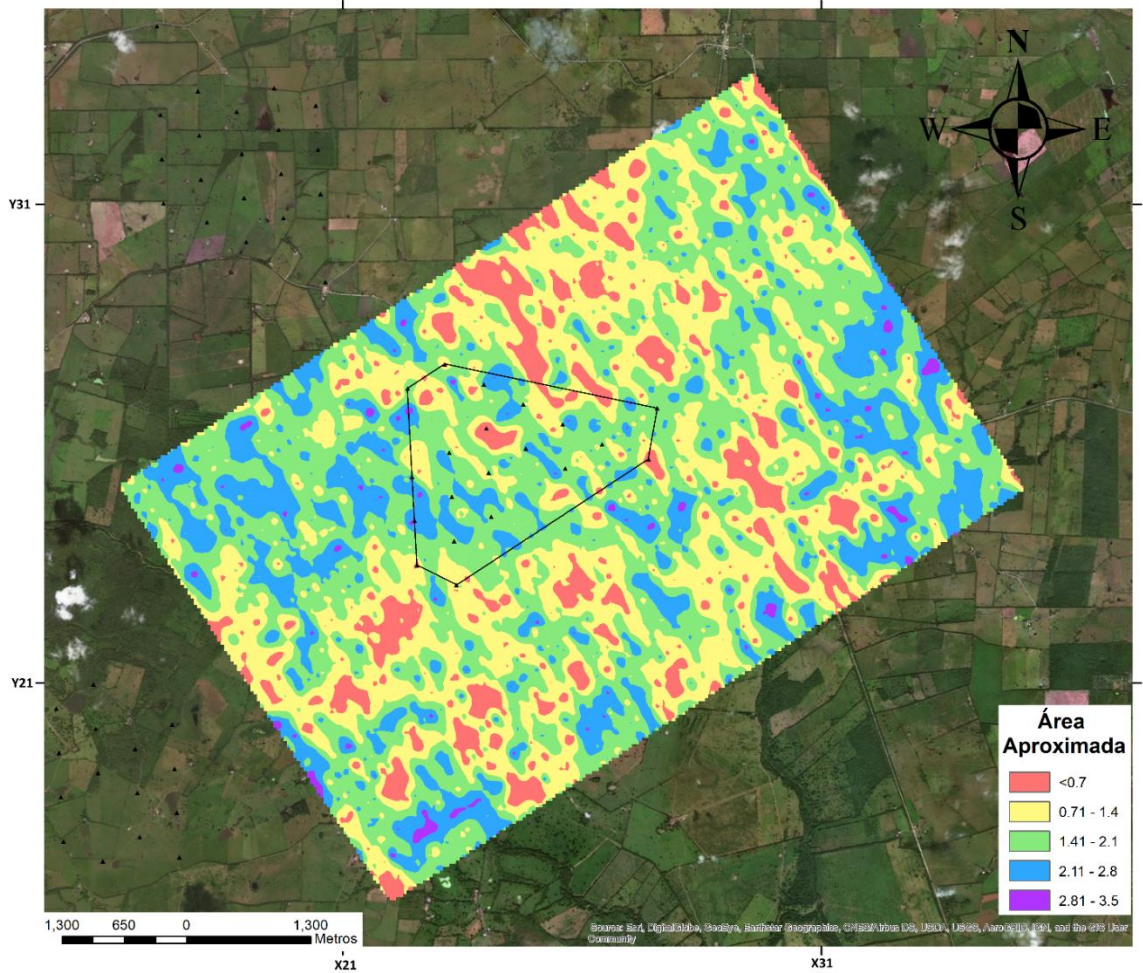 N
W E
S
Y31
Y21
Área
Aproximada
<0.7
0.71 - 1.4
1.41 - 2.1
2.11 - 2.8
2.81 - 3.5
1,300 650 0 1,300
Metros
Source: Esri, DigitalGlobe, GeoEye, Earthstar Geographics, CNES/Airbus DS, USDA, USGS, AeroGRID, IGN, and the GIS User
Community
X21 X31